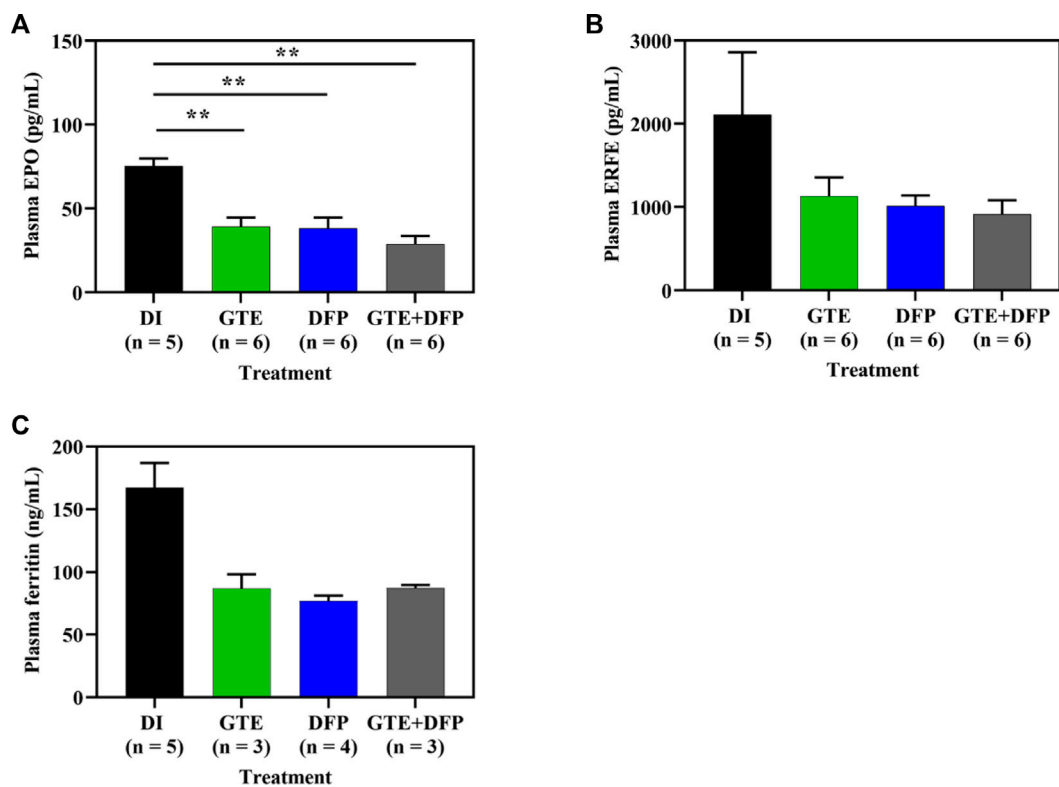 A
Plasma EPO (pg/mL)
150
100
50
0
**
**
**
DI
GTE
DFP
GTE+DFP
(n = 5)
(n = 6)
(n = 6)
(n = 6)
Treatment
B
Plasma ERFE (pg/mL)
3000
2000
1000
0
DI
GTE
DFP
GTE+DFP
(n = 5)
(n = 6)
(n = 6)
(n = 6)
Treatment
C
Plasma ferritin (ng/mL)
200
150
100
50
0
DI
GTE
DFP
GTE+DFP
(n = 5)
(n = 3)
(n = 4)
(n = 3)
Treatment